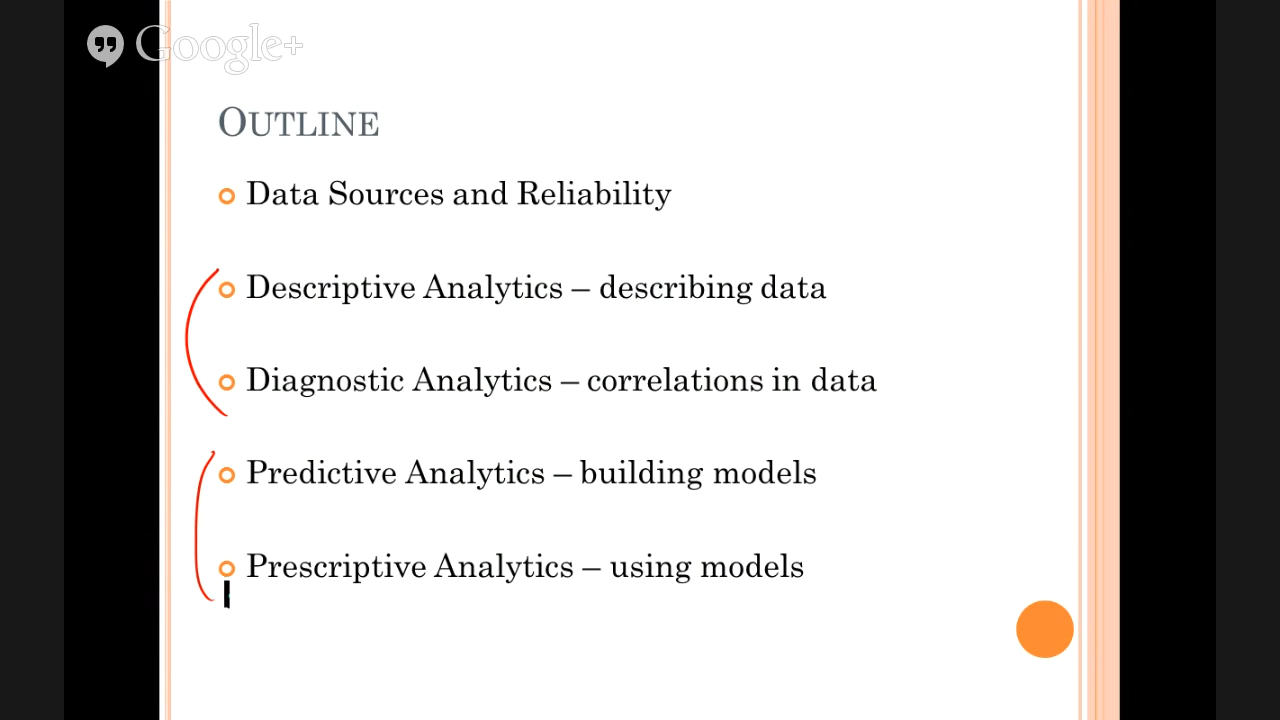 Google+
OUTLINE
Data Sources and Reliability
Descriptive Analytics – describing data
Diagnostic Analytics – correlations in data
Predictive Analytics – building models
Prescriptive Analytics – using models